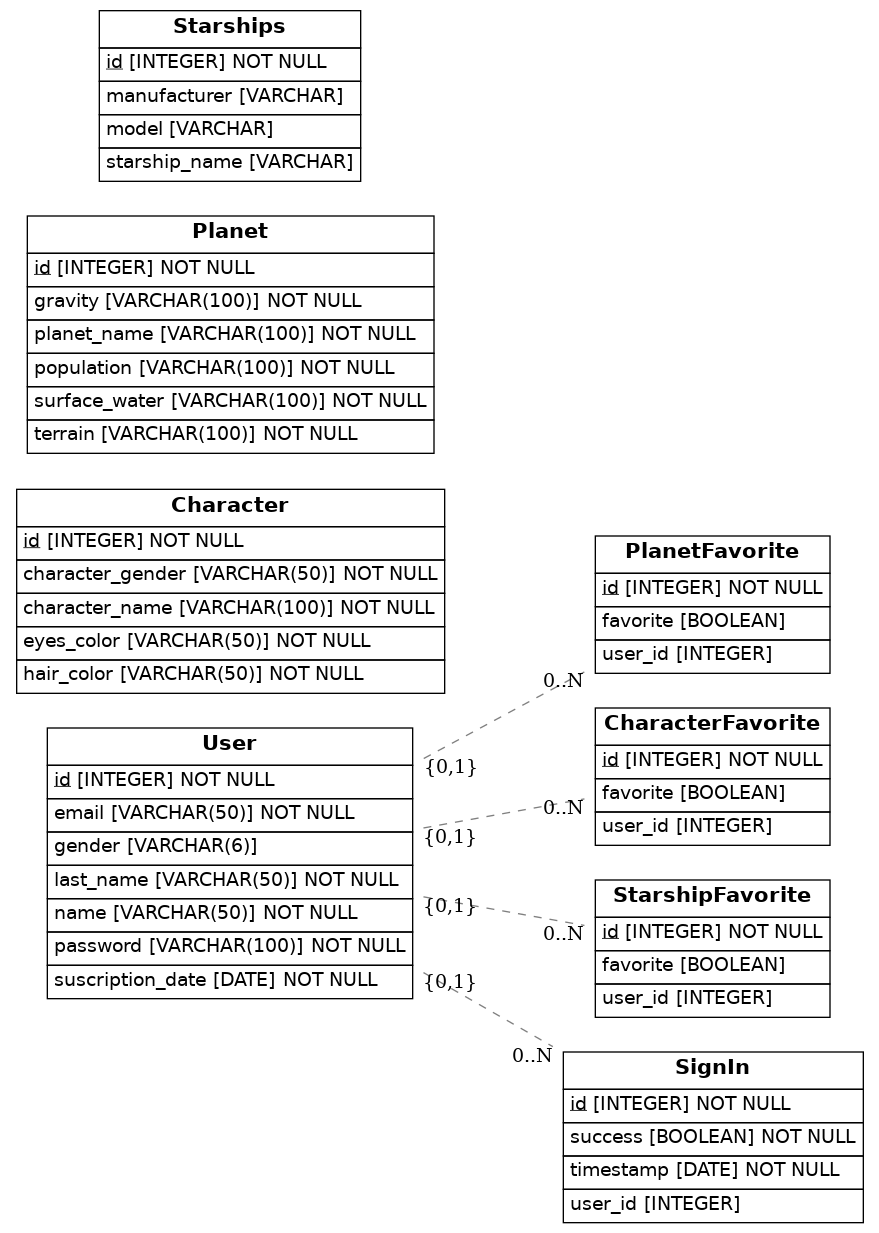 Starships
id [INTEGER] NOT NULL
manufacturer [VARCHAR]
model [VARCHAR]
starship_name [VARCHAR]
Planet
id [INTEGER] NOT NULL
gravity [VARCHAR(100)] NOT NULL
planet_name [VARCHAR(100)] NOT NULL
population [VARCHAR(100)] NOT NULL
surface_water [VARCHAR(100)] NOT NULL
terrain [VARCHAR(100)] NOT NULL
Character
id [INTEGER] NOT NULL
character_gender [VARCHAR(50)] NOT NULL
character_name [VARCHAR(100)] NOT NULL
eyes_color [VARCHAR(50)] NOT NULL
hair_color [VARCHAR(50)] NOT NULL
User
id [INTEGER] NOT NULL
email [VARCHAR(50)] NOT NULL
gender [VARCHAR(6)]
last_name [VARCHAR(50)] NOT NULL
name [VARCHAR(50)] NOT NULL
password [VARCHAR(100)] NOT NULL
suscription_date [DATE] NOT NULL
{0,1}
0..N
{0,1}
0..N
{0,1}
0..N
{0,1}
0..N
PlanetFavorite
id [INTEGER] NOT NULL
favorite [BOOLEAN]
user_id [INTEGER]
CharacterFavorite
id [INTEGER] NOT NULL
favorite [BOOLEAN]
user_id [INTEGER]
StarshipFavorite
id [INTEGER] NOT NULL
favorite [BOOLEAN]
user_id [INTEGER]
SignIn
id [INTEGER] NOT NULL
success [BOOLEAN] NOT NULL
timestamp [DATE] NOT NULL
user_id [INTEGER]